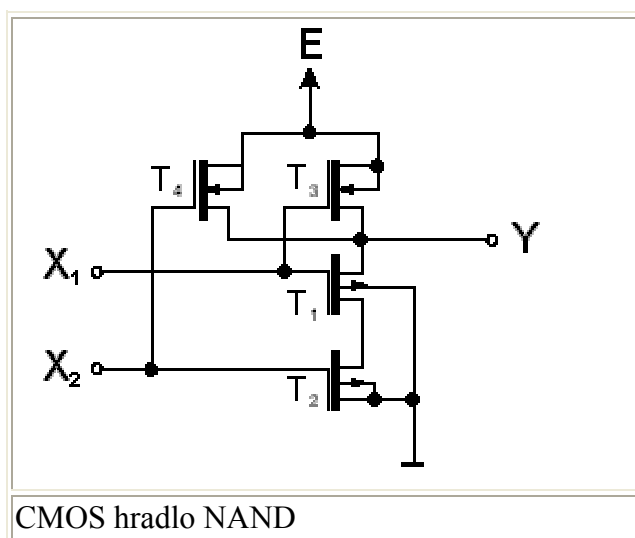 E
T4 T3
X1 Y
T1
X2
T2
CMOS hradlo NAND